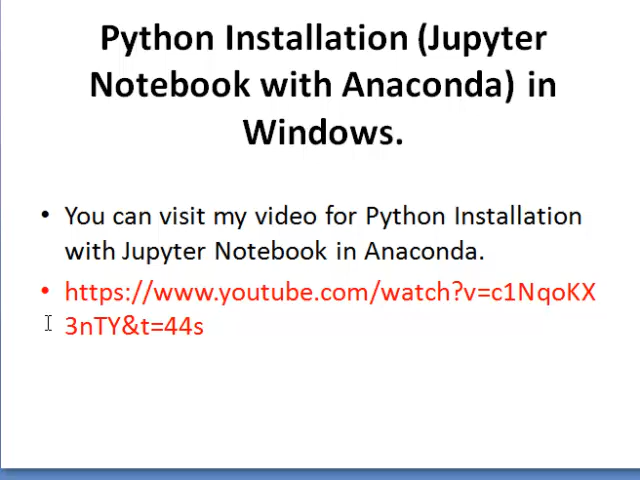 Python Installation (Jupyter
Notebook with Anaconda) in
Windows.
• You can visit my video for Python Installation
with Jupyter Notebook in Anaconda.
• https://www.youtube.com/watch?v=c1NqoKX
3nTY&t=44s